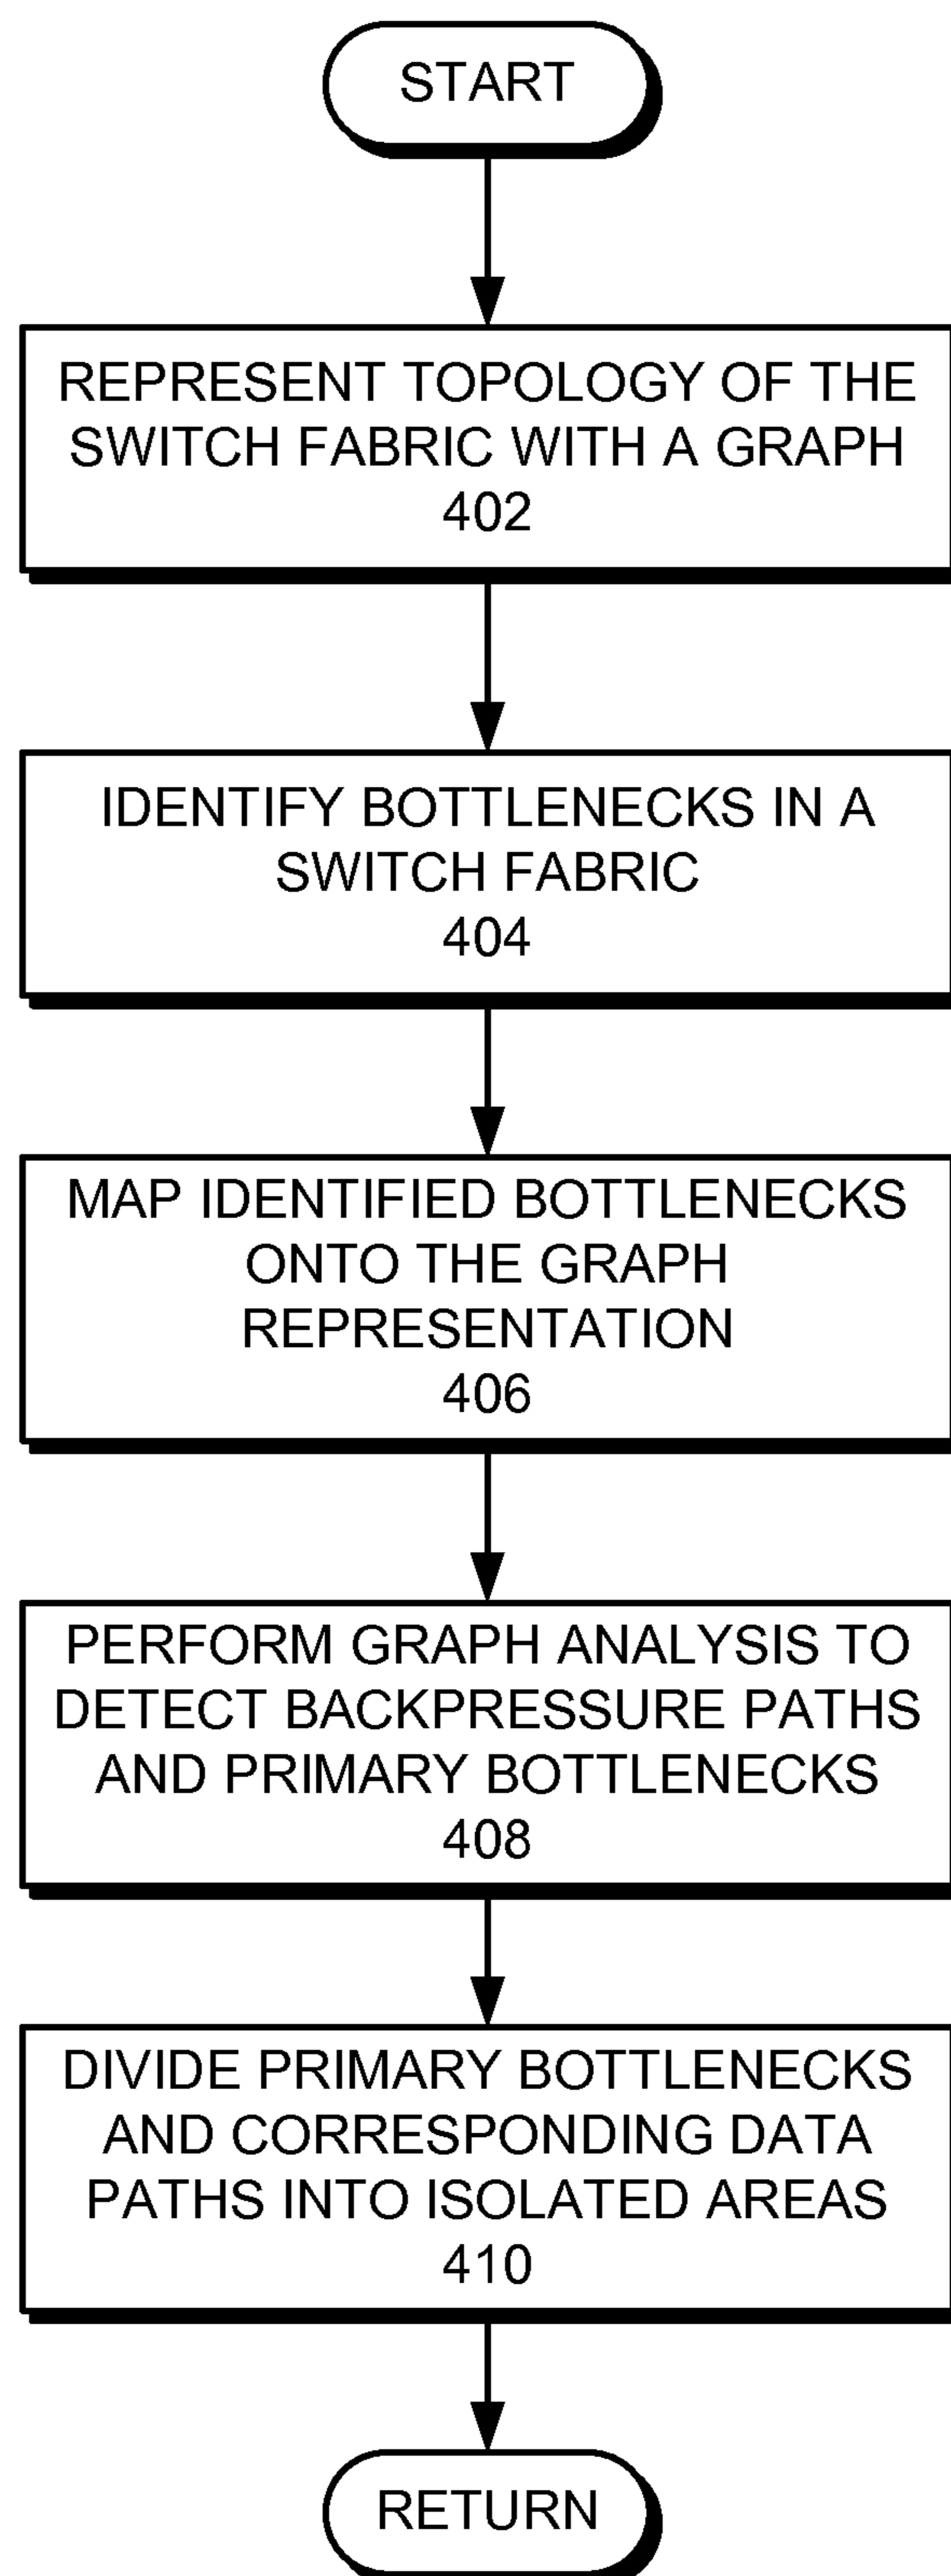 START
REPRESENT TOPOLOGY OF THE
SWITCH FABRIC WITH A GRAPH
402
IDENTIFY BOTTLENECKS IN A
SWITCH FABRIC
404
MAP IDENTIFIED BOTTLENECKS
ONTO THE GRAPH
REPRESENTATION
406
PERFORM GRAPH ANALYSIS TO
DETECT BACKPRESSURE PATHS
AND PRIMARY BOTTLENECKS
408
DIVIDE PRIMARY BOTTLENECKS
AND CORRESPONDING DATA
PATHS INTO ISOLATED AREAS
410
RETURN